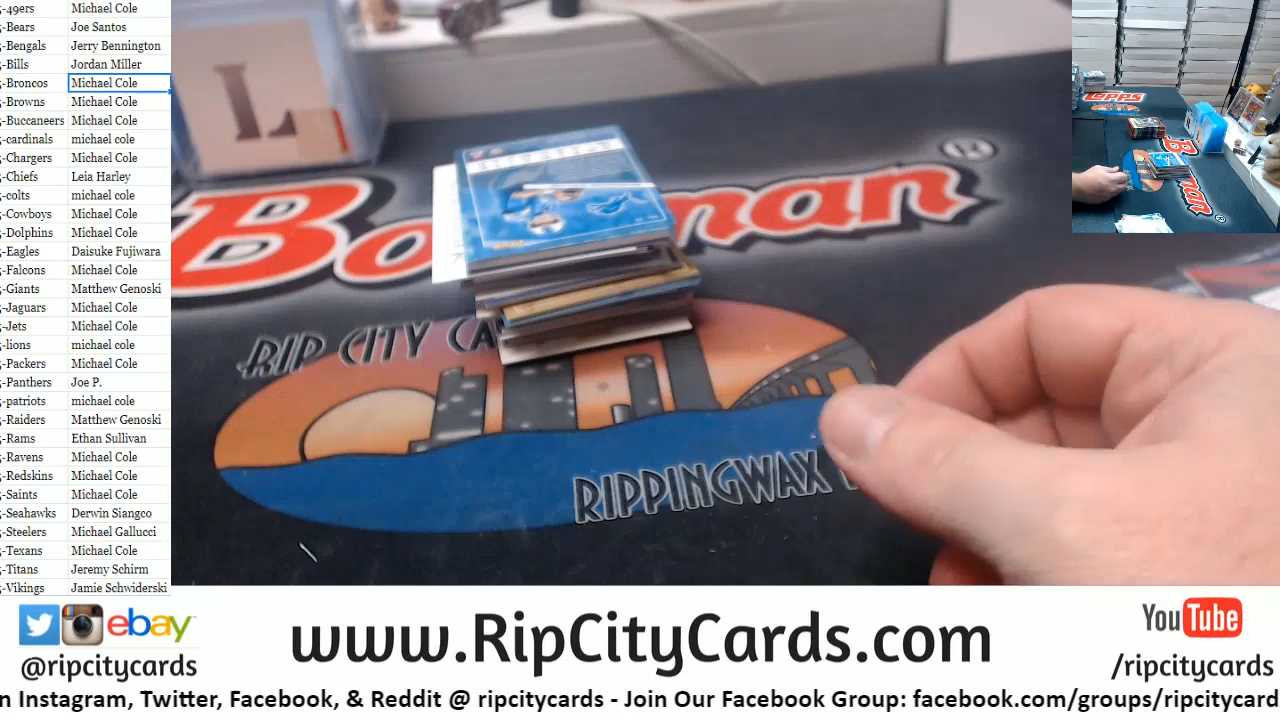 ;-49ers Michael Cole
;-Bears Joe Santos
;-Bengals Jerry Bennington
;-Bills Jordan Miller
;-Broncos Michael Cole
;-Browns Michael Cole
;-Buccaneers Michael Cole
;-cardinals michael cole
;-Chargers Michael Cole
;-Chiefs Leia Harley
;-colts michael cole
;-Cowboys Michael Cole
;-Dolphins Michael Cole
;-Eagles Daisuke Fujiwara
;-Falcons Michael Cole
;-Giants Matthew Genoski
;-Jaguars Michael Cole
;-Jets Michael Cole
;-lions michael cole
;-Packers Michael Cole
;-Panthers Joe P.
;-patriots michael cole
;-Raiders Matthew Genoski
;-Rams Ethan Sullivan
;-Ravens Michael Cole
;-Redskins Michael Cole
;-Saints Michael Cole
;-Seahawks Derwin Siangco
;-Steelers Michael Gallucci
;-Texans Michael Cole
;-Titans Jeremy Schirm
;-Vikings Jamie Schwiderski
L
Bo man ®
RIP CITY CA
RIPPINGWAX
Topps
man ®
ebay
@ripcitycards
www.RipCityCards.com
YouTube
/ripcitycards
n Instagram, Twitter, Facebook, & Reddit @ ripcitycards - Join Our Facebook Group: facebook.com/groups/ripcitycard